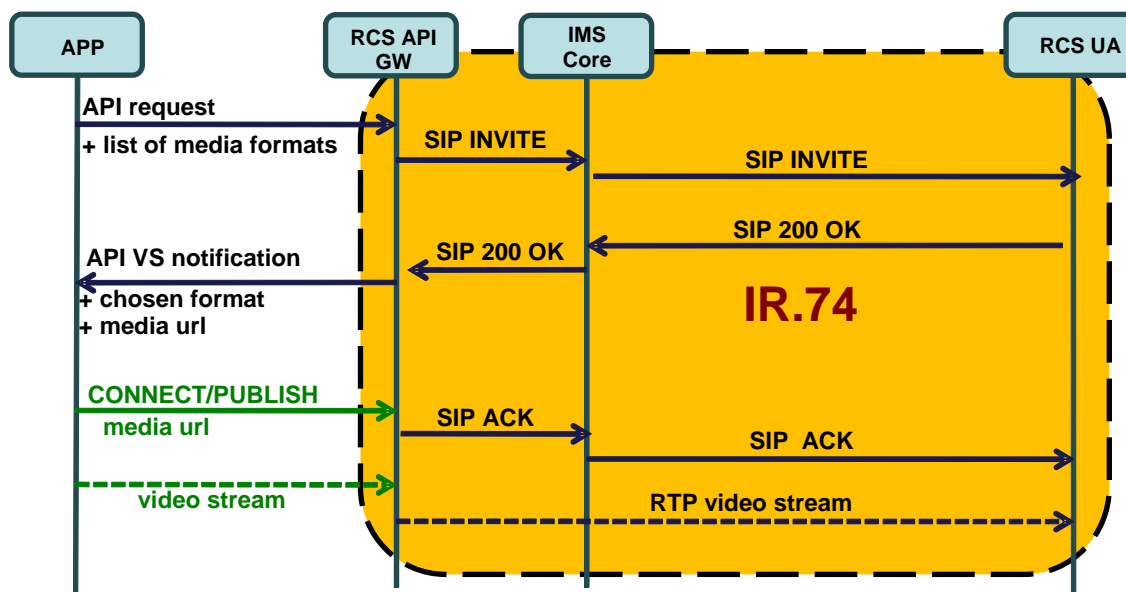 APP
RCS API
GW
IMS
Core
RCS UA
API request
+ list of media formats
SIP INVITE
SIP INVITE
SIP 200 OK
SIP 200 OK
API VS notification
+ chosen format
+ media url
IR.74
CONNECT/PUBLISH
media url
SIP ACK
SIP ACK
video stream
RTP video stream